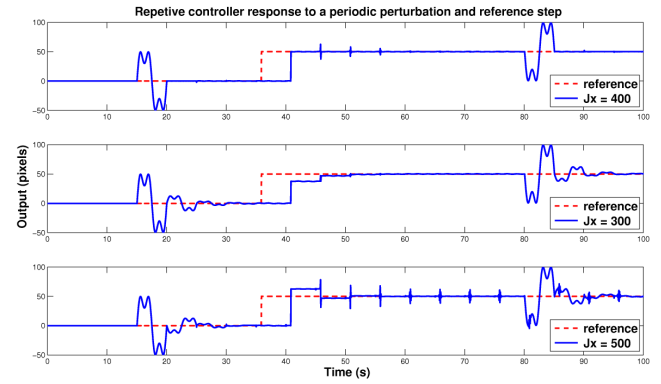 Repetive controller response to a periodic perturbation and reference step
100
50
0
−50
0 10 20 30 40 50 60 70 80 90 100
reference
Jx = 400
Output (pixels)
100
50
0
−50
0 10 20 30 40 50 60 70 80 90 100
reference
Jx = 300
100
50
0
−50
0 10 20 30 40 50 60 70 80 90 100
reference
Jx = 500
Time (s)